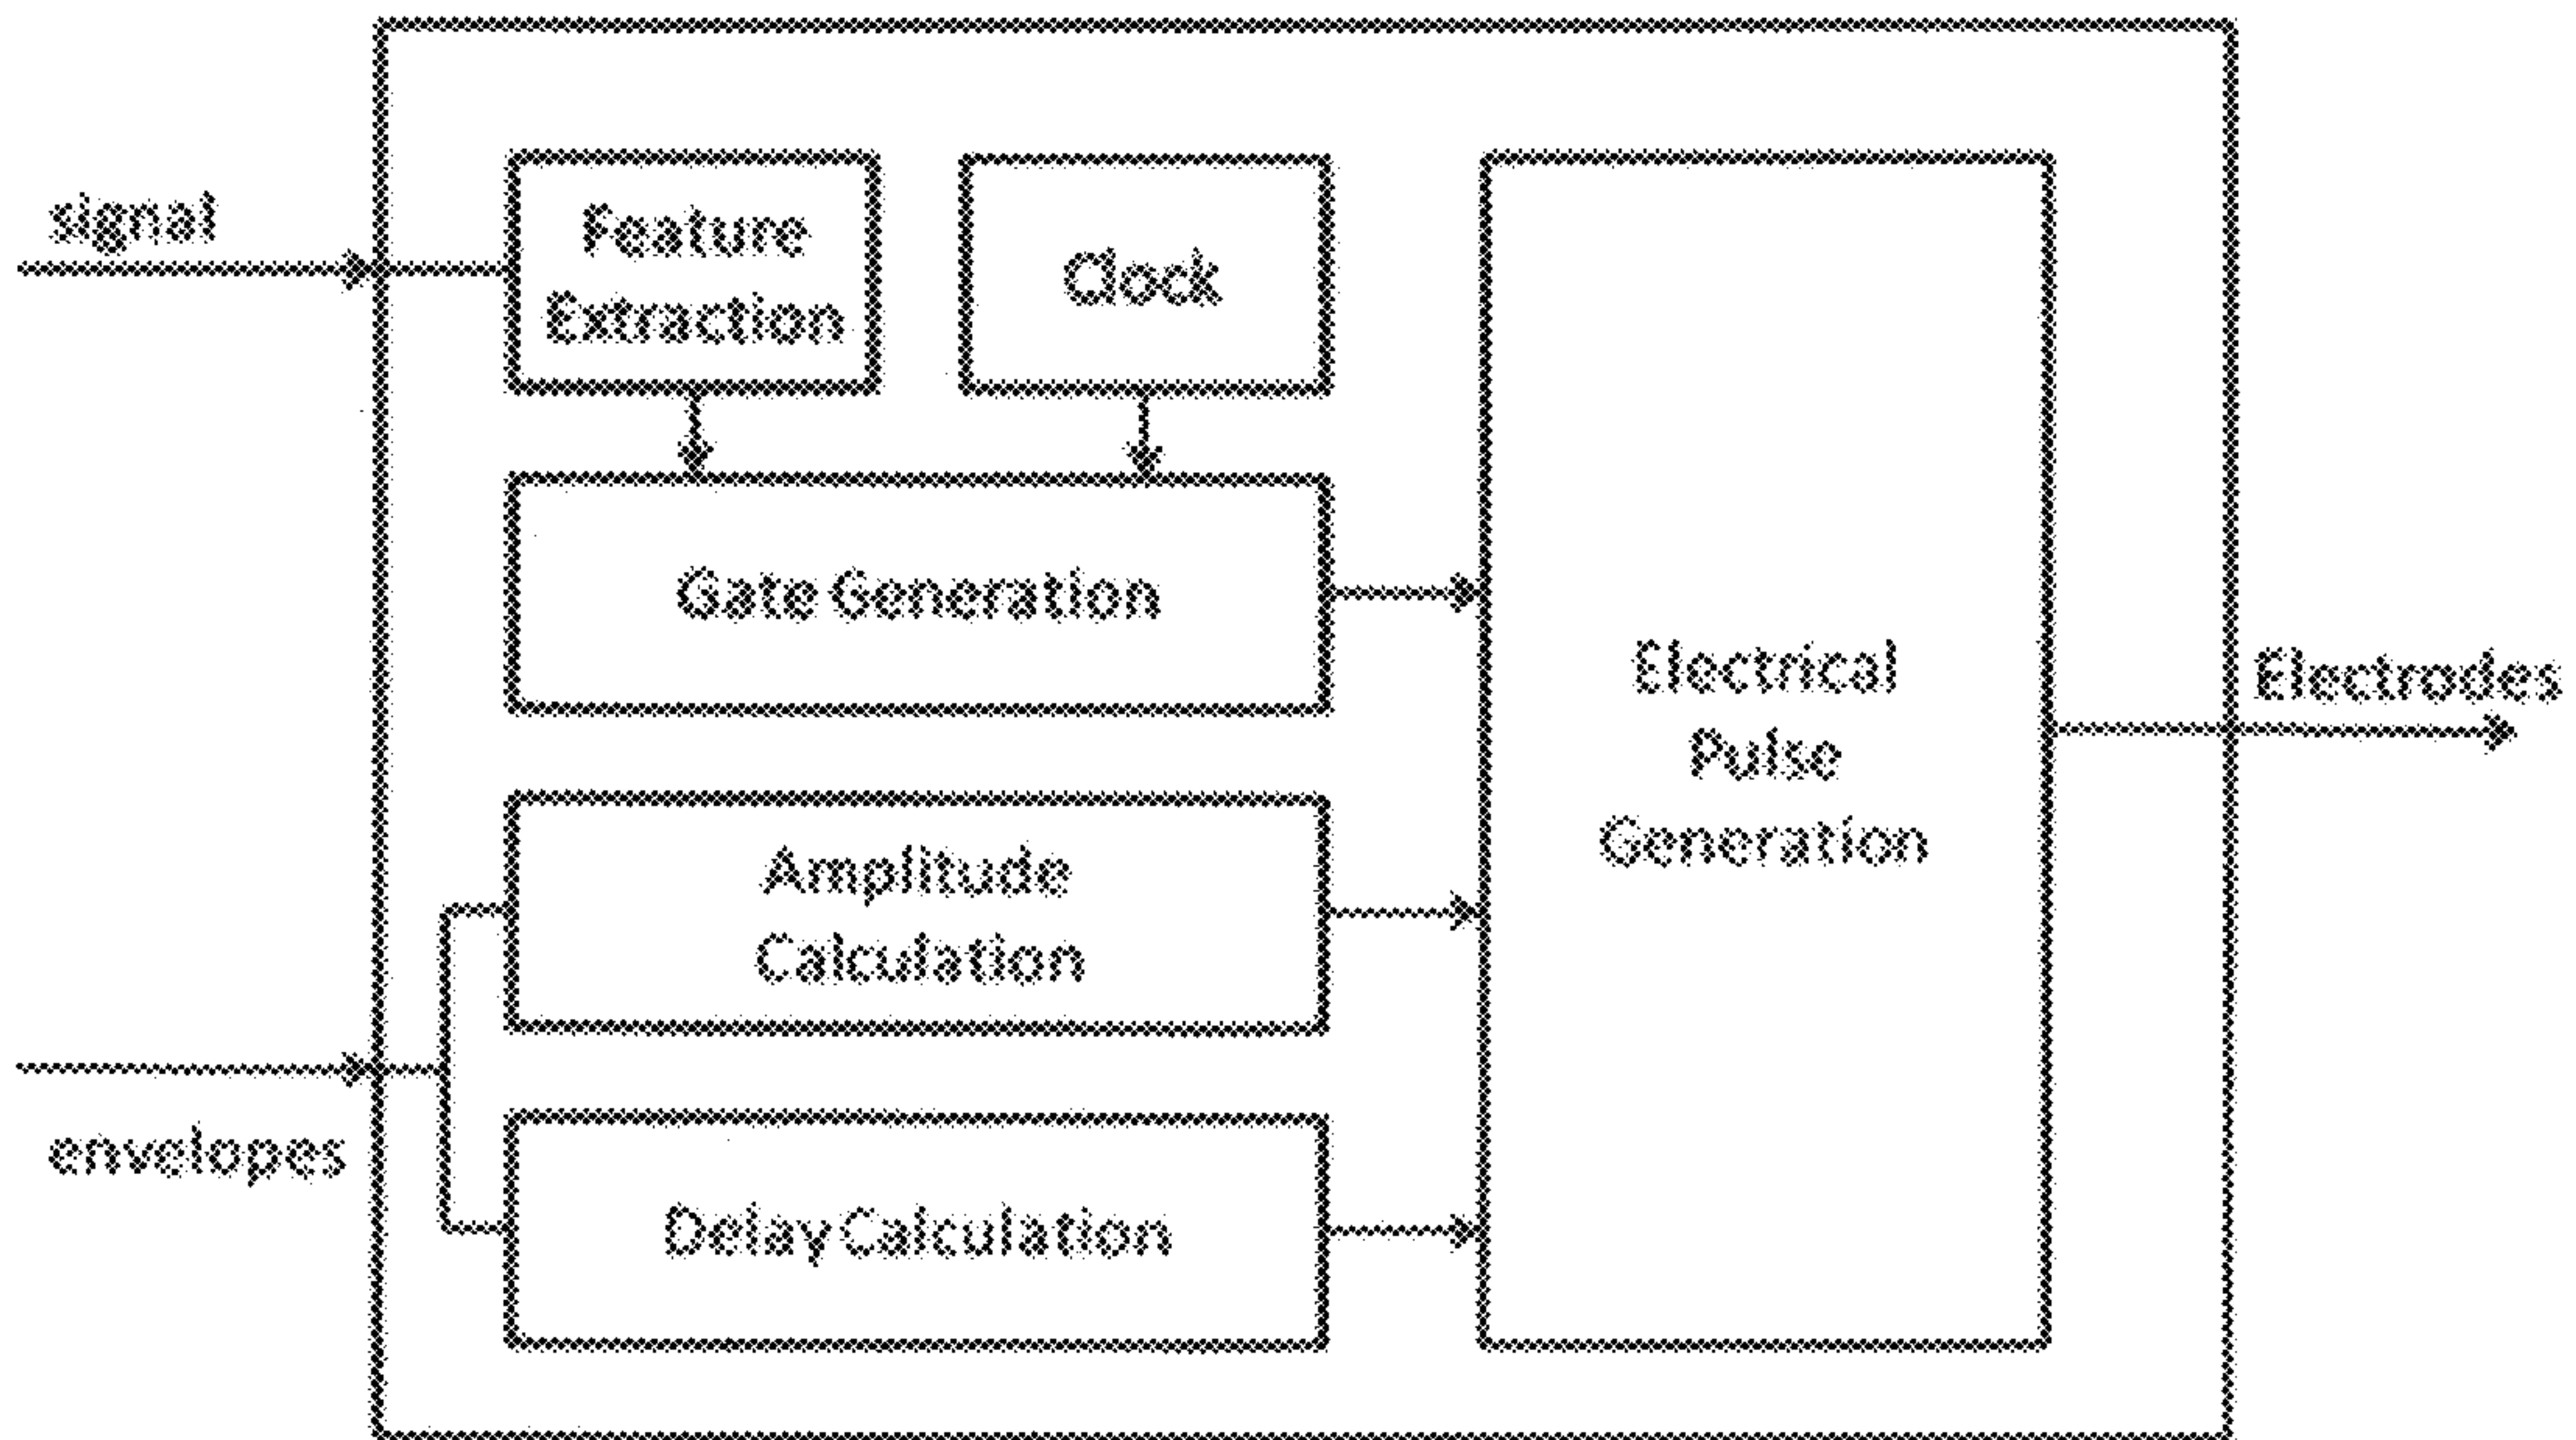 signal
Feature
Extraction
Clock
Gate Generation
Electrical
Pulse
Generation
Electrodes
Amplitude
Calculation
envelopes
Delay Calculation